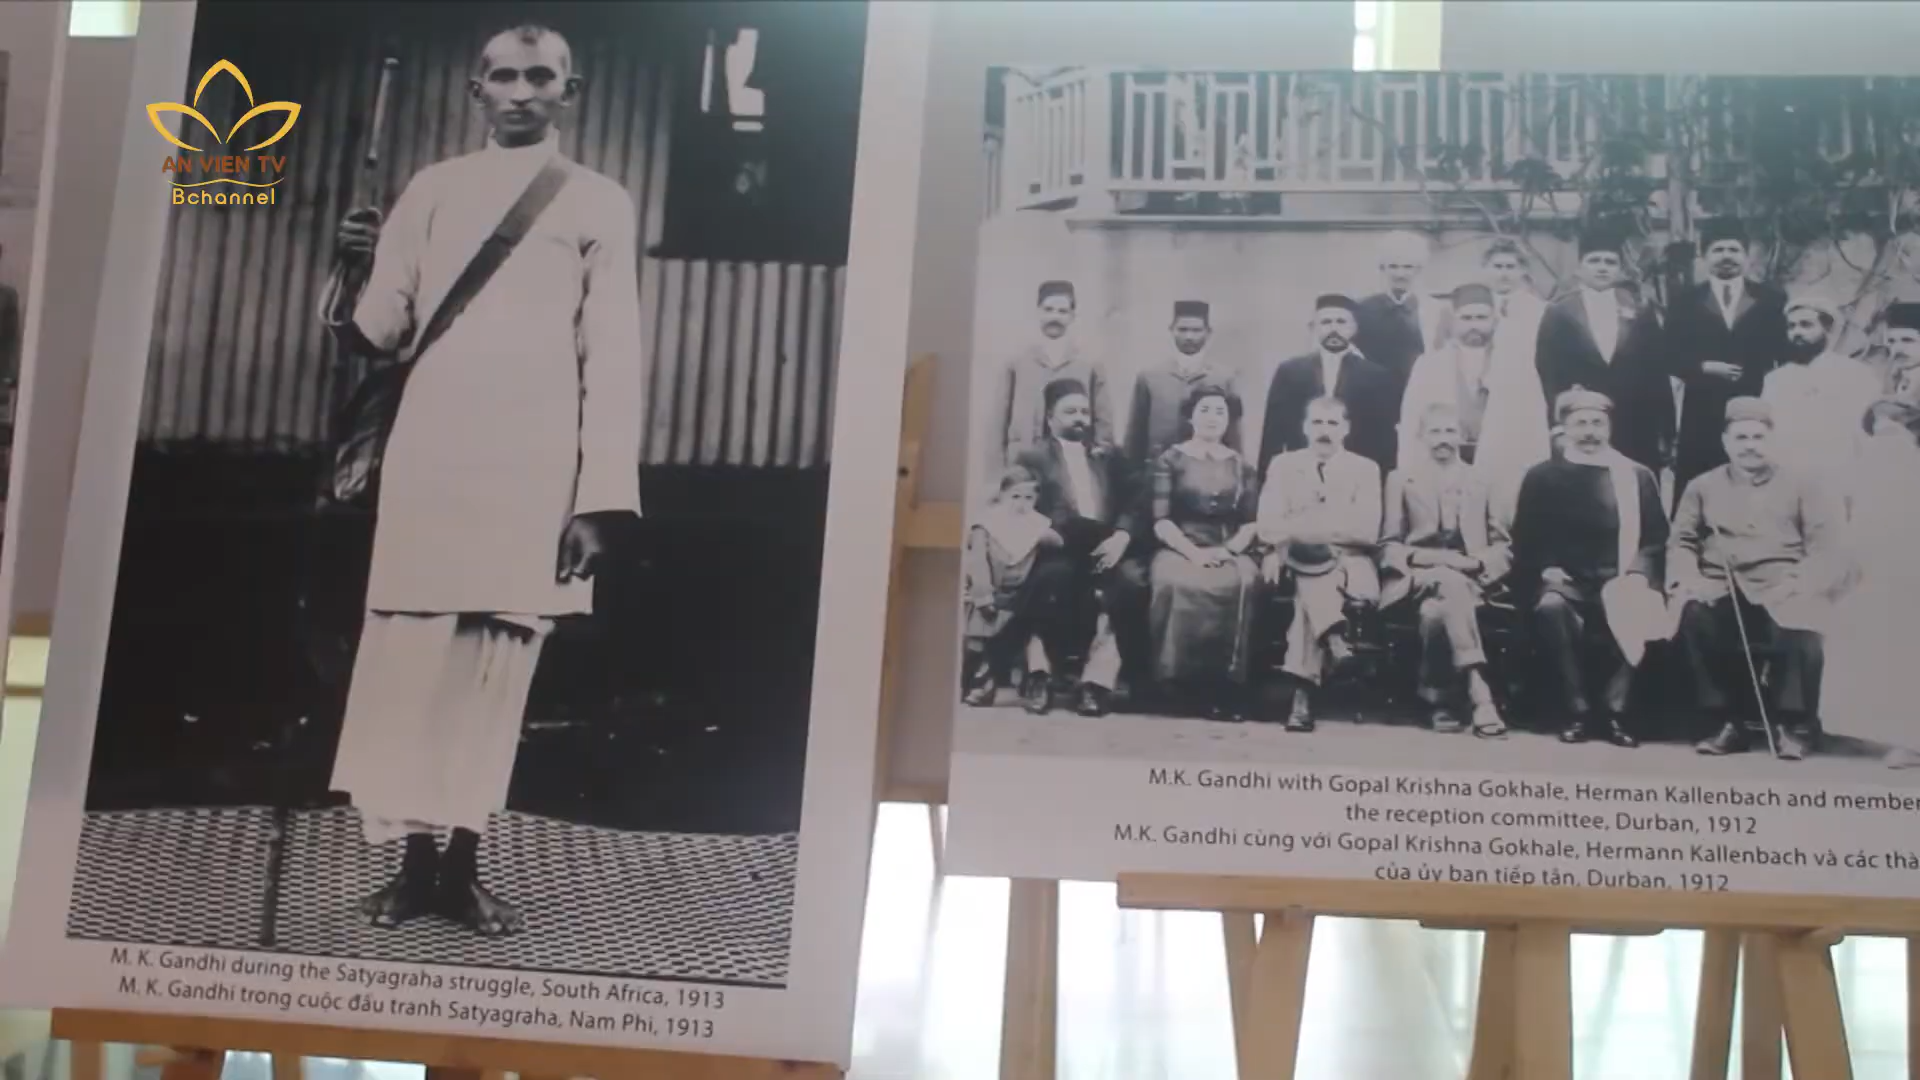 AN VIEN TV
Bchannel
M. K. Gandhi during the Satyagraha struggle, South Africa, 1913
M. K. Gandhi trong cuộc đấu tranh Satyagraha, Nam Phi, 1913
M.K. Gandhi with Gopal Krishna Gokhale, Herman Kallenbach and member
the reception committee, Durban, 1912
M.K. Gandhi cùng với Gopal Krishna Gokhale, Hermann Kallenbach và các thà
của ủy ban tiếp tân, Durban, 1912